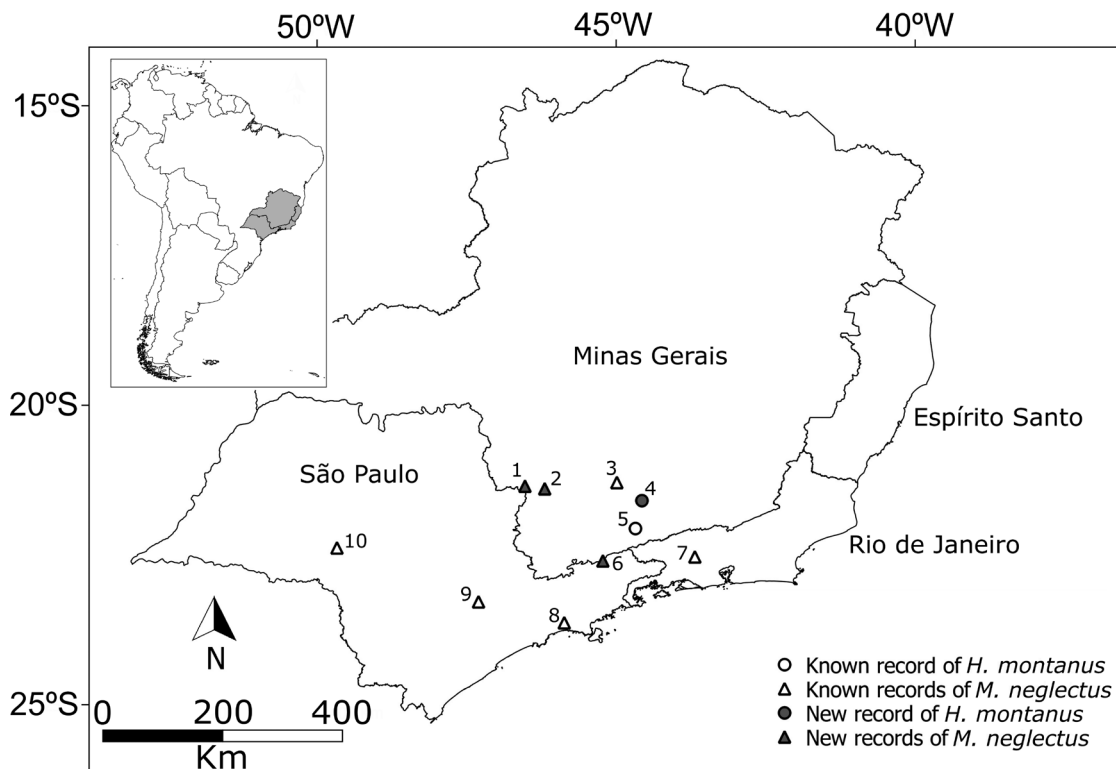 50ºW 45ºW 40ºW
15ºS
Minas Gerais
20ºS
Espírito Santo
São Paulo
1 2 3
4
5
10
Rio de Janeiro
7
6
9
8
N
Known record of H. montanus
Known records of M. neglectus
25ºS
0 200 400
New record of H. montanus
New records of M. neglectus
Km